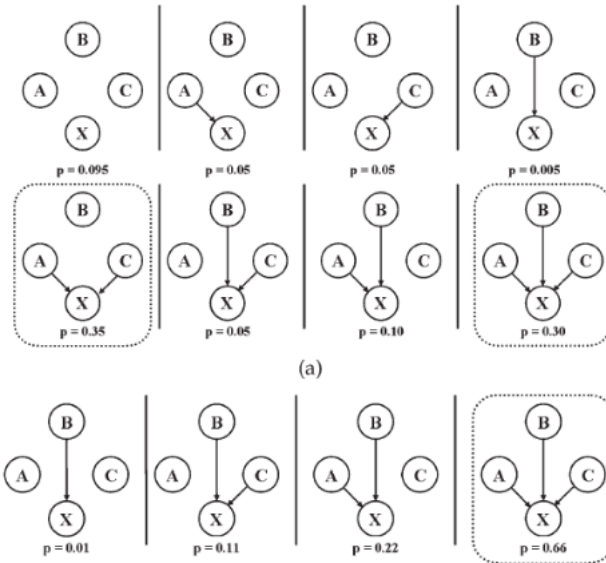 B B B B
A C A C A C A C
X X X X
p = 0.095 p = 0.05 p = 0.05 p = 0.005
B B B B
A C A C A C A C
X X X X
p = 0.35 p = 0.05 p = 0.10 p = 0.30
(a)
B B B B
A C A C A C A C
X X X X
p = 0.01 p = 0.11 p = 0.22 p = 0.66